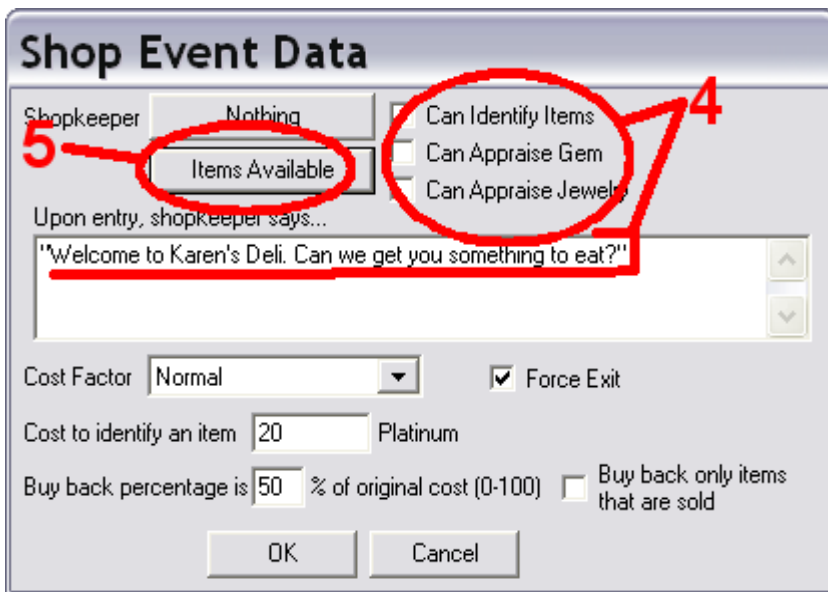 Shop Event Data
Shopkeeper Nothing Can Identify Items 4
5 Items Available Can Appraise Gem
Can Appraise Jewelry
Upon entry, shopkeeper says...
"Welcome to Karen's Deli. Can we get you something to eat?"
Cost Factor Normal Force Exit
Cost to identify an item 20 Platinum
Buy back percentage is 50 % of original cost (0-100) Buy back only items
that are sold
OK Cancel